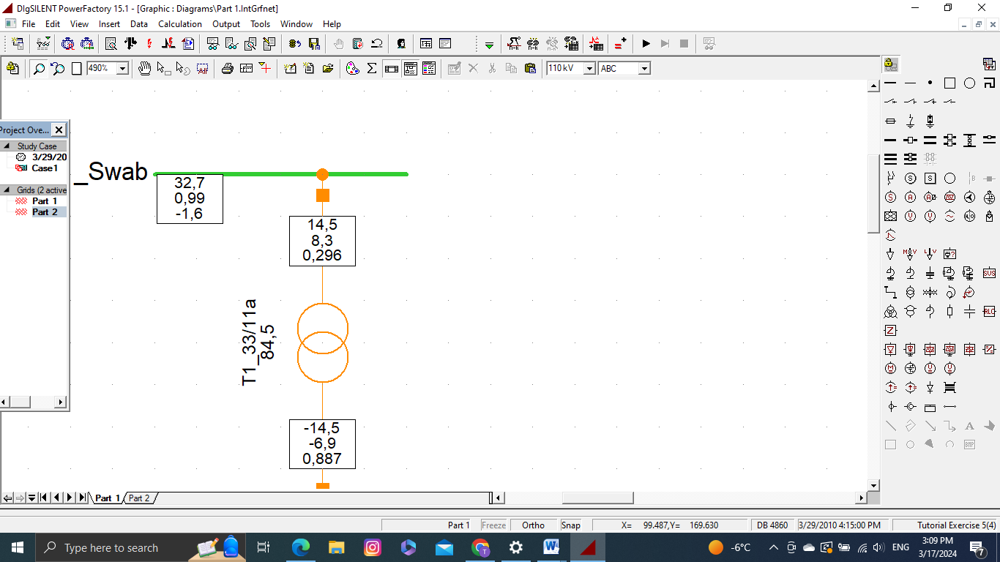 DIgSILENT PowerFactory 15.1 - [Graphic : Diagrams\Part 1.IntGrfnet]
File Edit View Insert Data Calculation Output Tools Window Help
490% 110 kV ABC
Project Ove...
Study Case
3/29/20
Case1
Grids (2 active
Part 1
Part 2
_Swab
32,7
0,99
-1,6
14,5
8,3
0,296
T1_33/11a
84,5
-14,5
-6,9
0,887
Part 1 Part 2
Part 1 Freeze Ortho Snap X= 99.487,Y= 169.630 DB 4860 3/29/2010 4:15:00 PM Tutorial Exercise 5(4)
Type here to search
-6°C
ENG
3:09 PM
3/17/2024
7